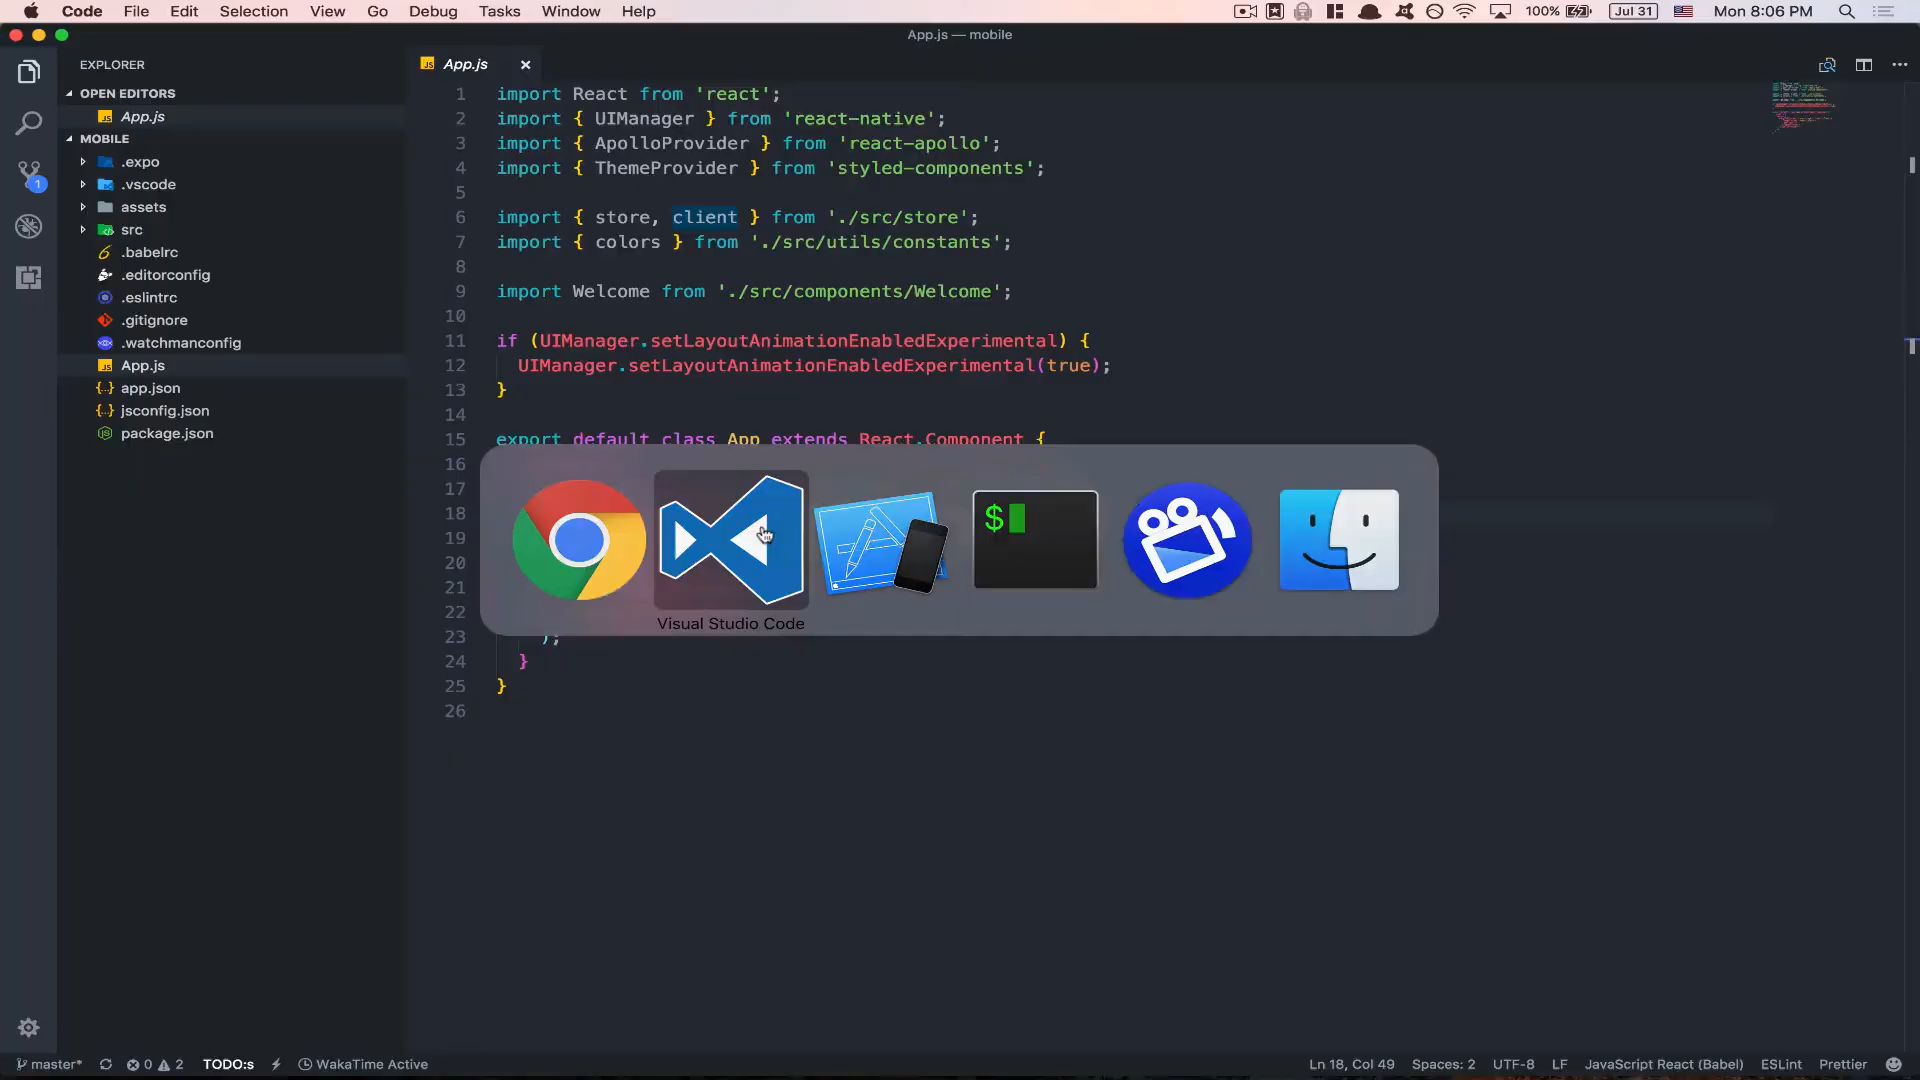 Code File Edit Selection View Go Debug Tasks Window Help 100% Jul 31 Mon 8:06 PM
App.js — mobile
EXPLORER
OPEN EDITORS
App.js
MOBILE
.expo
.vscode
assets
src
.babelrc
.editorconfig
.eslintrc
.gitignore
.watchmanconfig
App.js
app.json
jsconfig.json
package.json
1
App.js
1 import React from 'react';
2 import { UIManager } from 'react-native';
3 import { ApolloProvider } from 'react-apollo';
4 import { ThemeProvider } from 'styled-components';
5
6 import { store, client } from './src/store';
7 import { colors } from './src/utils/constants';
8
9 import Welcome from './src/components/Welcome';
10
11 if (UIManager.setLayoutAnimationEnabledExperimental) {
12 UIManager.setLayoutAnimationEnabledExperimental(true);
13 }
14
15 export default class App extends React.Component {
16
17
18
19
20
21
22
23 );
24 }
25 }
26
$
Visual Studio Code
master* 0 2 TODO:s WakaTime Active Ln 18, Col 49 Spaces: 2 UTF-8 LF JavaScript React (Babel) ESLint Prettier